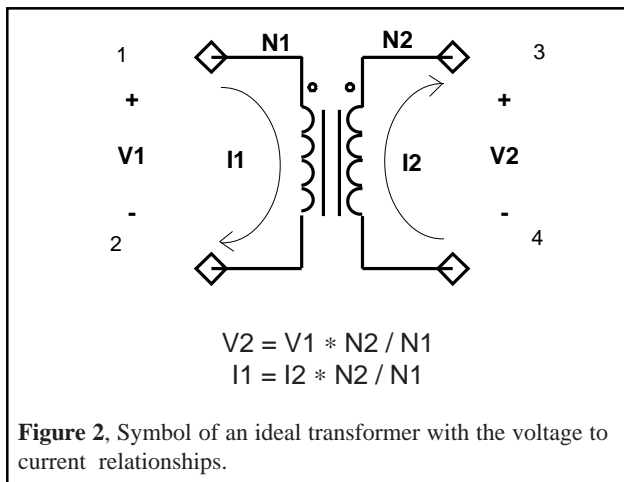 N1 N2
1 3
+ +
V1 I1 I2 V2
- -
2 4
V2 = V1 * N2 / N1
I1 = I2 * N2 / N1
Figure 2, Symbol of an ideal transformer with the voltage to
current relationships.